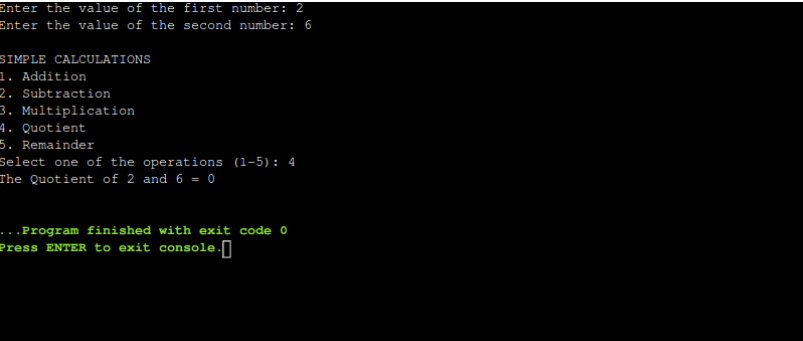 Enter the value of the first number: 2
Enter the value of the second number: 6
SIMPLE CALCULATIONS
1. Addition
2. Subtraction
3. Multiplication
4. Quotient
5. Remainder
Select one of the operations (1-5): 4
The Quotient of 2 and 6 = 0
...Program finished with exit code 0
Press ENTER to exit console.